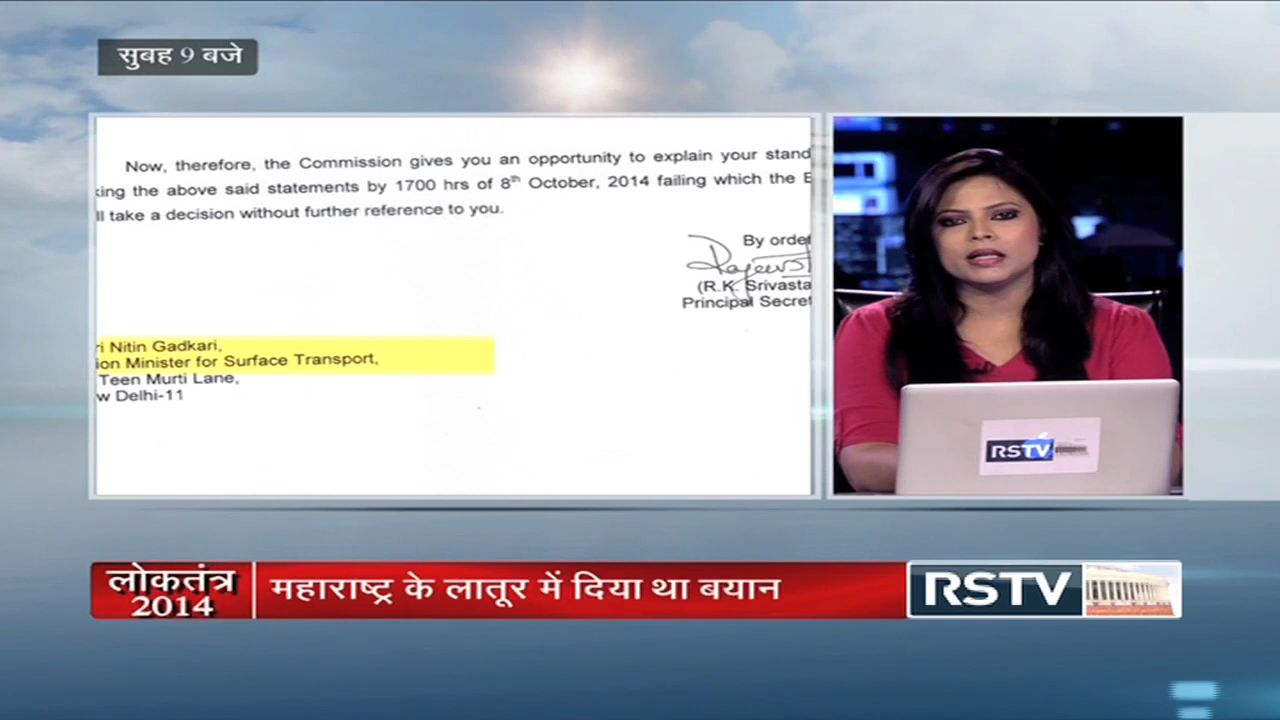 सुबह 9 बजे
Now, therefore, the Commission gives you an opportunity to explain your stand
king the above said statements by 1700 hrs of 8th October, 2014 failing which the E
ll take a decision without further reference to you.
By order
(R.K. Srivasta
Principal Secret
ri Nitin Gadkari,
ion Minister for Surface Transport,
Teen Murti Lane,
w Delhi-11
RSTV
लोकतंत्र
2014
महाराष्ट्र के लातूर में दिया था बयान
RSTV